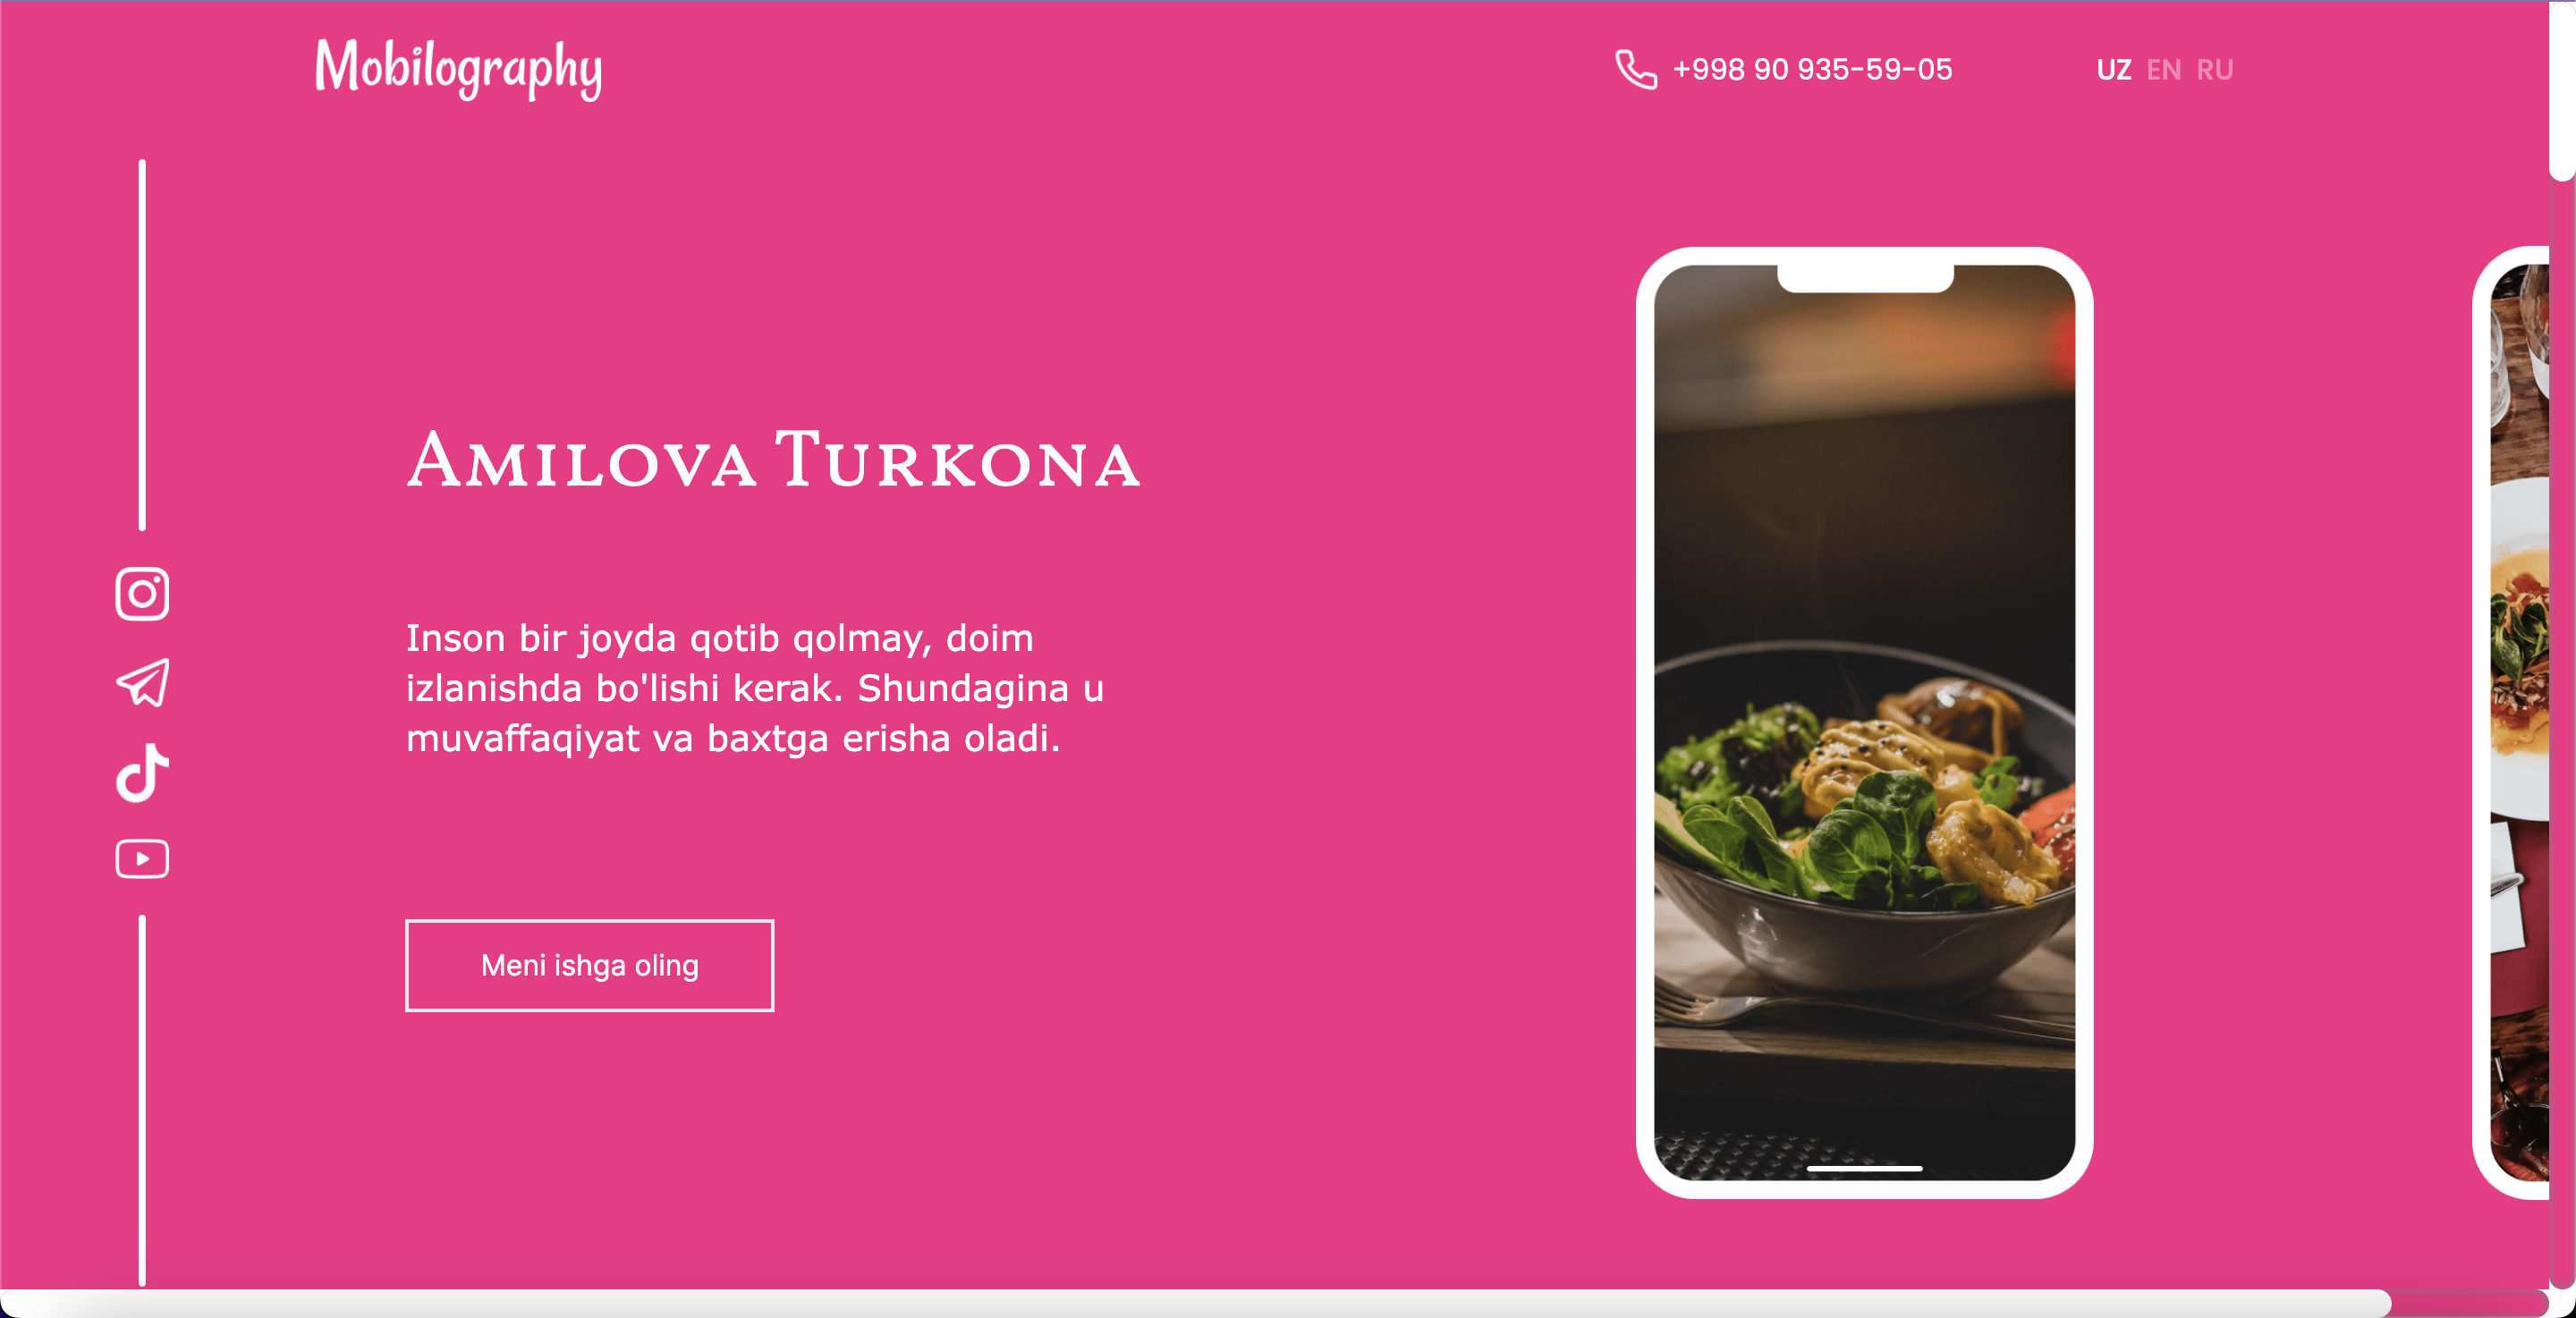 Mobilography
+998 90 935-59-05
UZ EN RU
Amilova Turkona
Inson bir joyda qotib qolmay, doim
izlanishda bo'lishi kerak. Shundagina u
muvaffaqiyat va baxtga erisha oladi.
Meni ishga oling